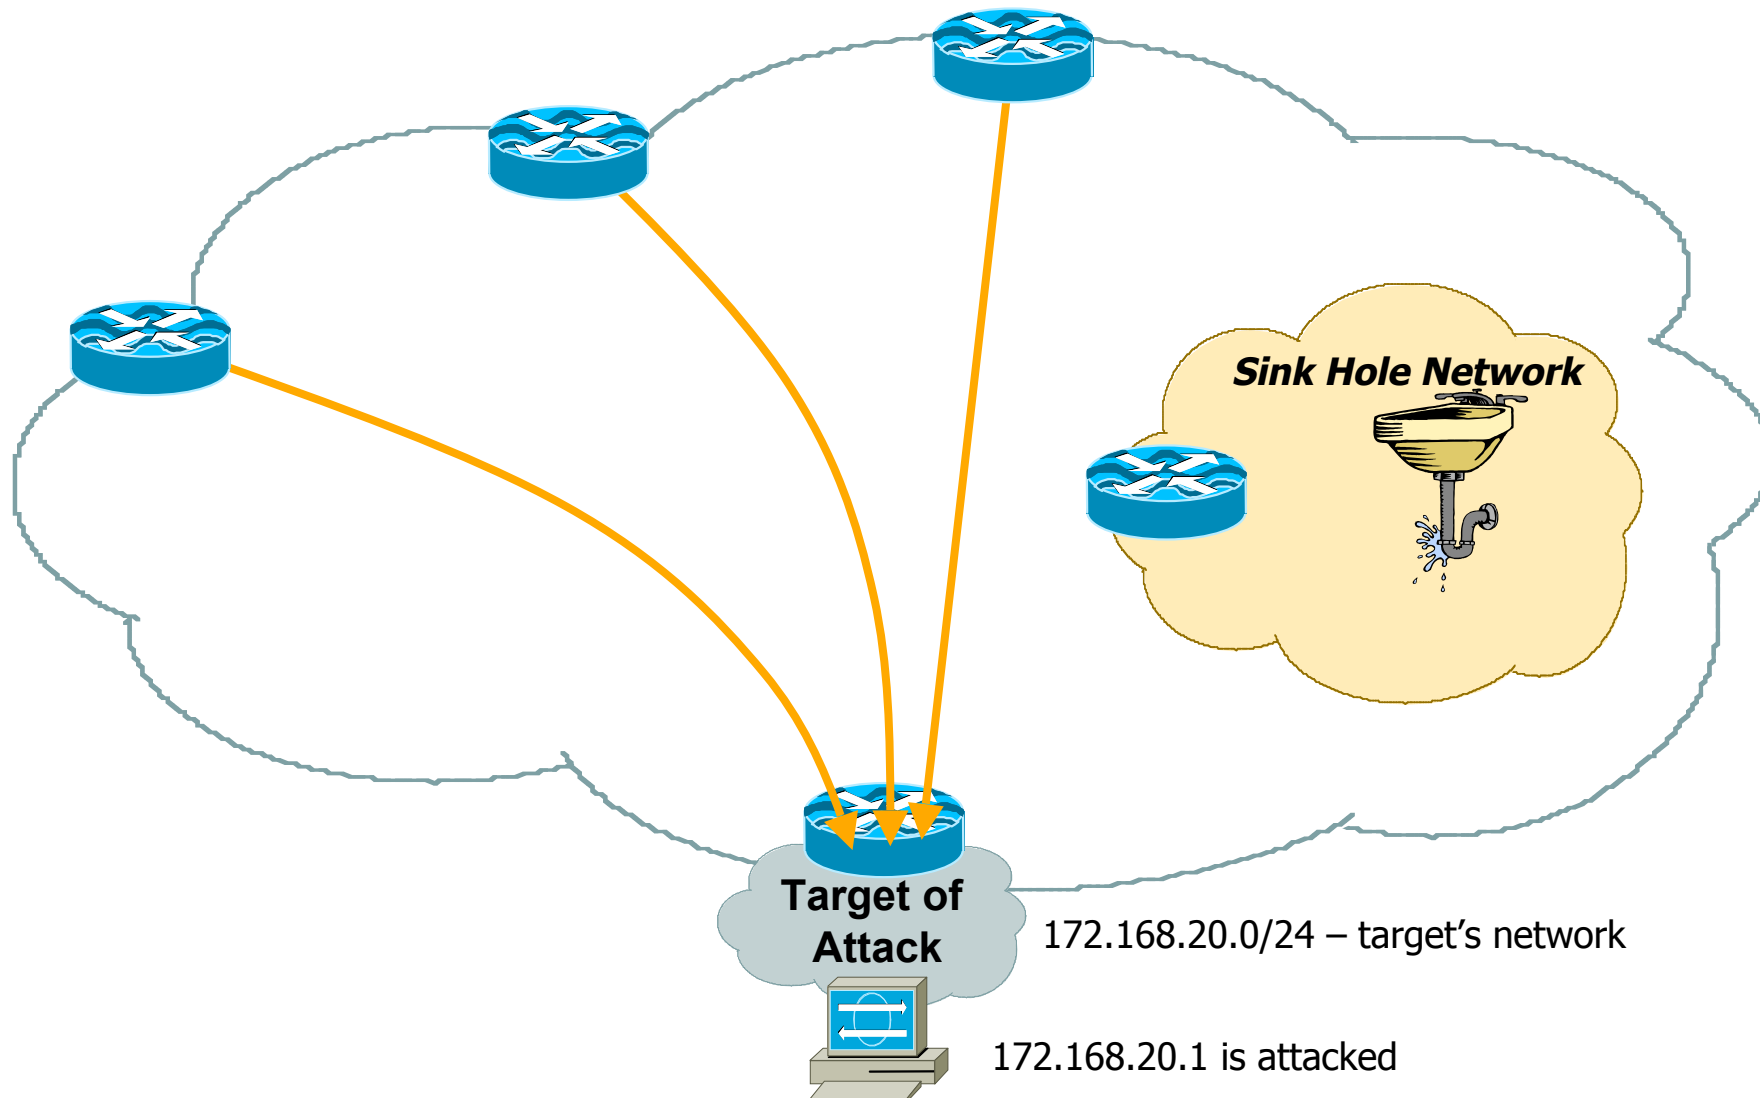 Sink Hole Network
Target of
Attack
172.168.20.0/24 – target’s network
172.168.20.1 is attacked